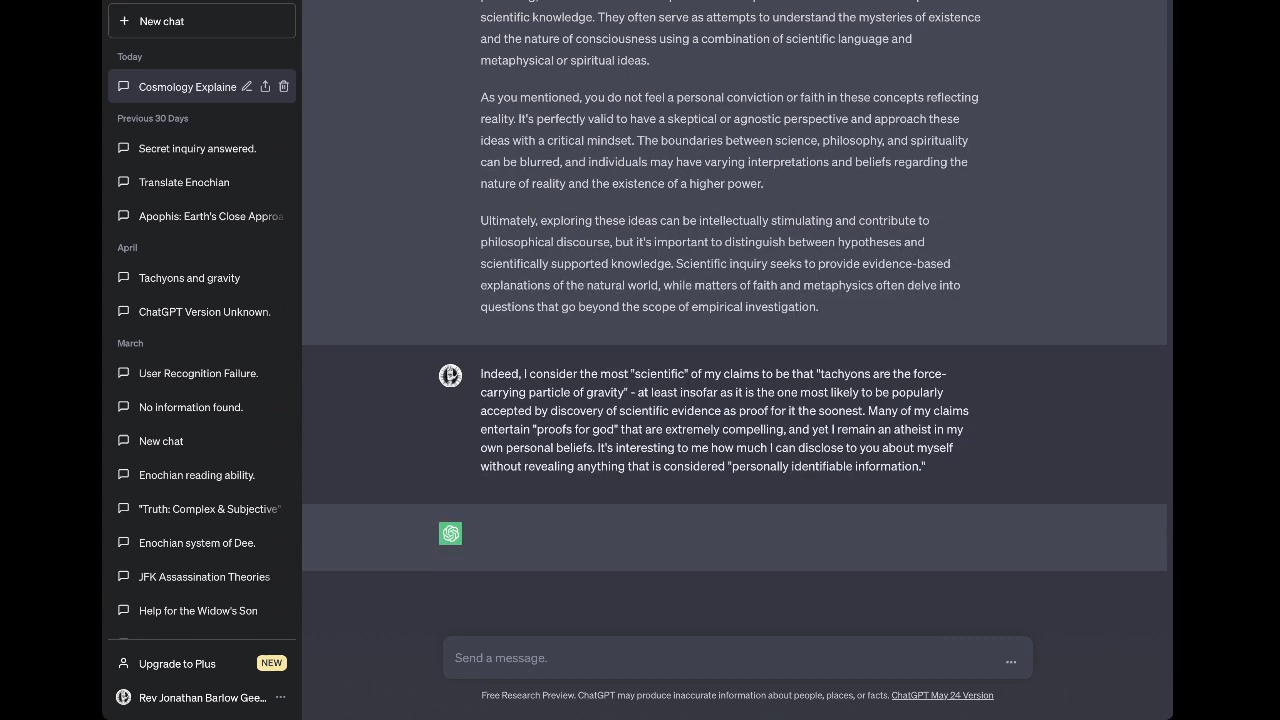 New chat
Today
Cosmology Explaine
Previous 30 Days
Secret inquiry answered.
Translate Enochian
Apophis: Earth's Close Approa
April
Tachyons and gravity
ChatGPT Version Unknown.
March
User Recognition Failure.
No information found.
New chat
Enochian reading ability.
"Truth: Complex & Subjective"
Enochian system of Dee.
JFK Assassination Theories
Help for the Widow's Son
Upgrade to Plus
NEW
Rev Jonathan Barlow Gee...
scientific knowledge. They often serve as attempts to understand the mysteries of existence
and the nature of consciousness using a combination of scientific language and
metaphysical or spiritual ideas.
As you mentioned, you do not feel a personal conviction or faith in these concepts reflecting
reality. It's perfectly valid to have a skeptical or agnostic perspective and approach these
ideas with a critical mindset. The boundaries between science, philosophy, and spirituality
can be blurred, and individuals may have varying interpretations and beliefs regarding the
nature of reality and the existence of a higher power.
Ultimately, exploring these ideas can be intellectually stimulating and contribute to
philosophical discourse, but it's important to distinguish between hypotheses and
scientifically supported knowledge. Scientific inquiry seeks to provide evidence-based
explanations of the natural world, while matters of faith and metaphysics often delve into
questions that go beyond the scope of empirical investigation.
Indeed, I consider the most "scientific" of my claims to be that "tachyons are the force-
carrying particle of gravity" - at least insofar as it is the one most likely to be popularly
accepted by discovery of scientific evidence as proof for it the soonest. Many of my claims
entertain "proofs for god" that are extremely compelling, and yet I remain an atheist in my
own personal beliefs. It's interesting to me how much I can disclose to you about myself
without revealing anything that is considered "personally identifiable information."
Send a message.
Free Research Preview. ChatGPT may produce inaccurate information about people, places, or facts. ChatGPT May 24 Version